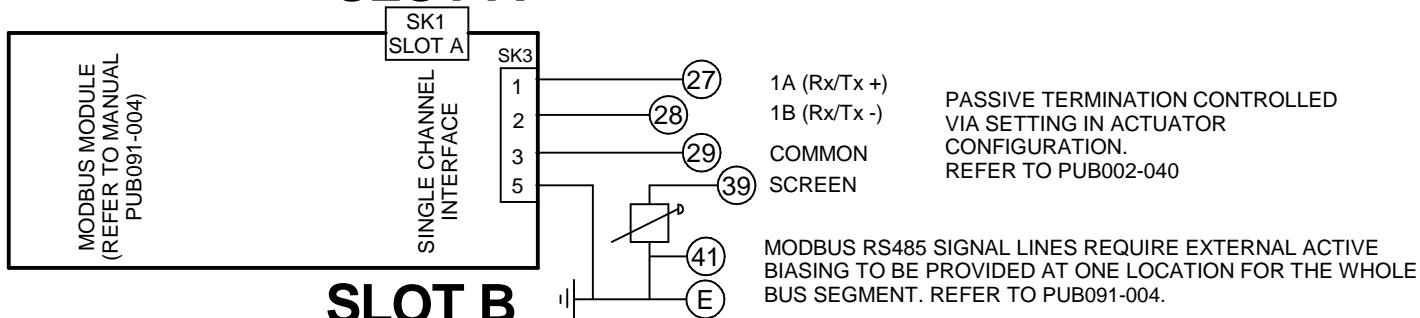 SK1
SLOT A
SK3
MODBUS MODULE
(REFER TO MANUAL
PUB091-004)
SINGLE CHANNEL
INTERFACE
1
2
3
5
27
28
29
39
41
E
1A (Rx/Tx +)
1B (Rx/Tx -)
COMMON
SCREEN
PASSIVE TERMINATION CONTROLLED
VIA SETTING IN ACTUATOR
CONFIGURATION.
REFER TO PUB002-040
MODBUS RS485 SIGNAL LINES REQUIRE EXTERNAL ACTIVE
BIASING TO BE PROVIDED AT ONE LOCATION FOR THE WHOLE
BUS SEGMENT. REFER TO PUB091-004.
SLOT B